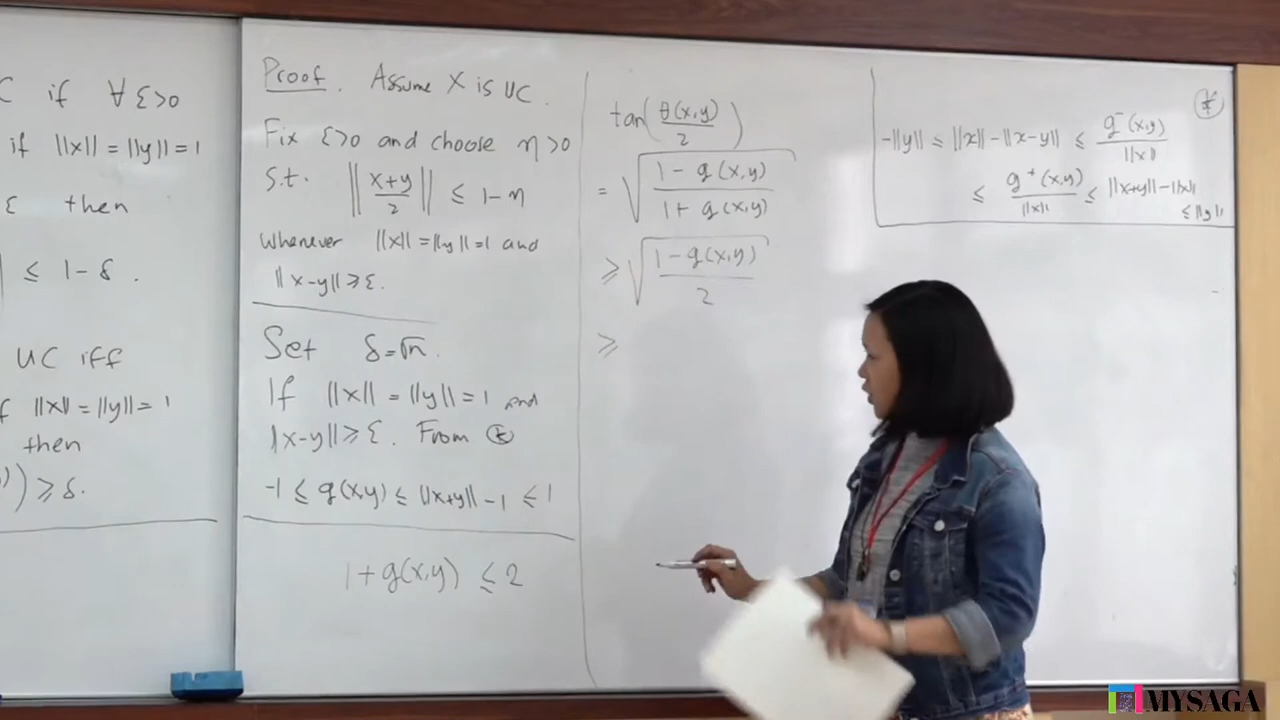 C if ∀ ε>0
if ||x|| = ||y|| = 1
ε then
| ≤ 1-δ.
UC iff
||x|| = ||y|| = 1
then
)) ≥ δ.
Proof. Assume X is UC.
Fix ε>0 and choose η>0
s.t. ||(x+y)/2|| ≤ 1-η
whenever ||x|| = ||y|| = 1 and
||x-y|| ≥ ε.
Set δ=√η.
If ||x|| = ||y|| = 1 and
||x-y|| ≥ ε. From (*)
-1 ≤ g(x,y) ≤ ||x+y|| - 1 ≤ 1
1+g(x,y) ≤ 2
tan(θ(x,y)/2)
= √((1-g(x,y))/(1+g(x,y)))
≥ √((1-g(x,y))/2)
≥
(*)
-||y|| ≤ ||x|| - ||x-y|| ≤ g⁻(x,y)/||x||
≤ g⁺(x,y)/||x|| ≤ ||x+y|| - ||x||
≤ ||y||
MYSAGA